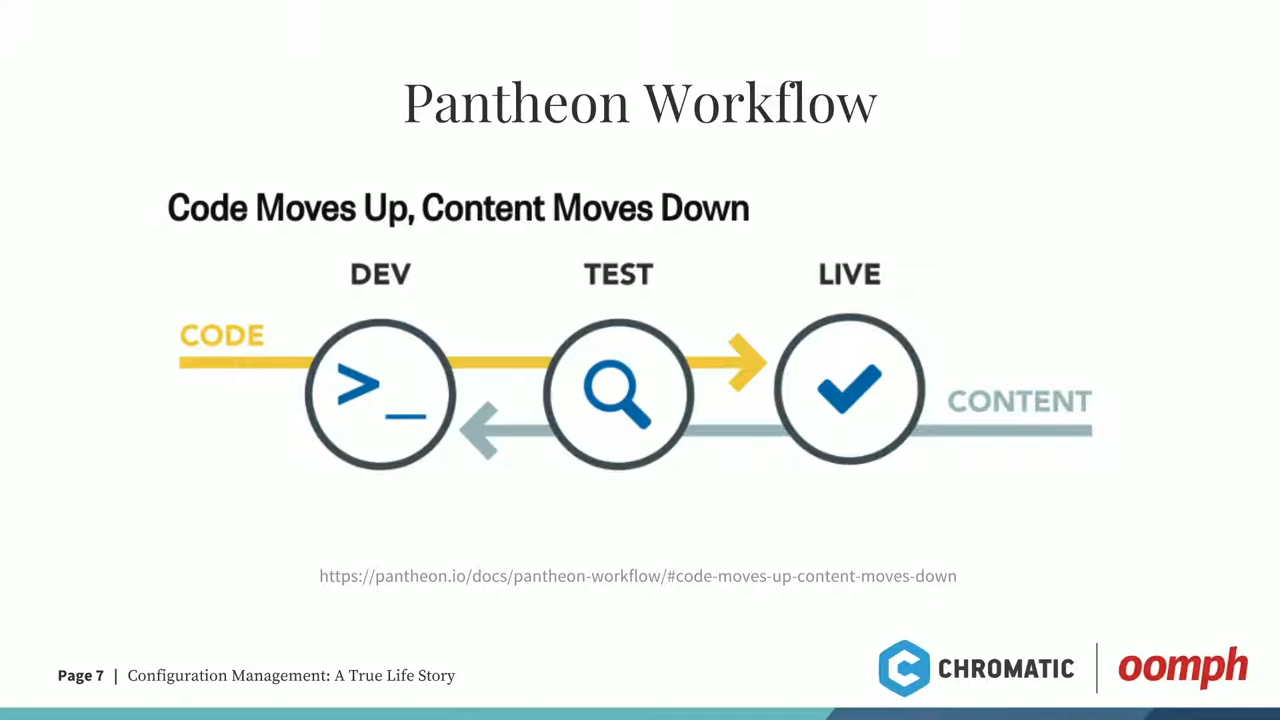 Pantheon Workflow
Code Moves Up, Content Moves Down
DEV TEST LIVE
CODE
CONTENT
https://pantheon.io/docs/pantheon-workflow/#code-moves-up-content-moves-down
Page 7 | Configuration Management: A True Life Story
CHROMATIC | oomph